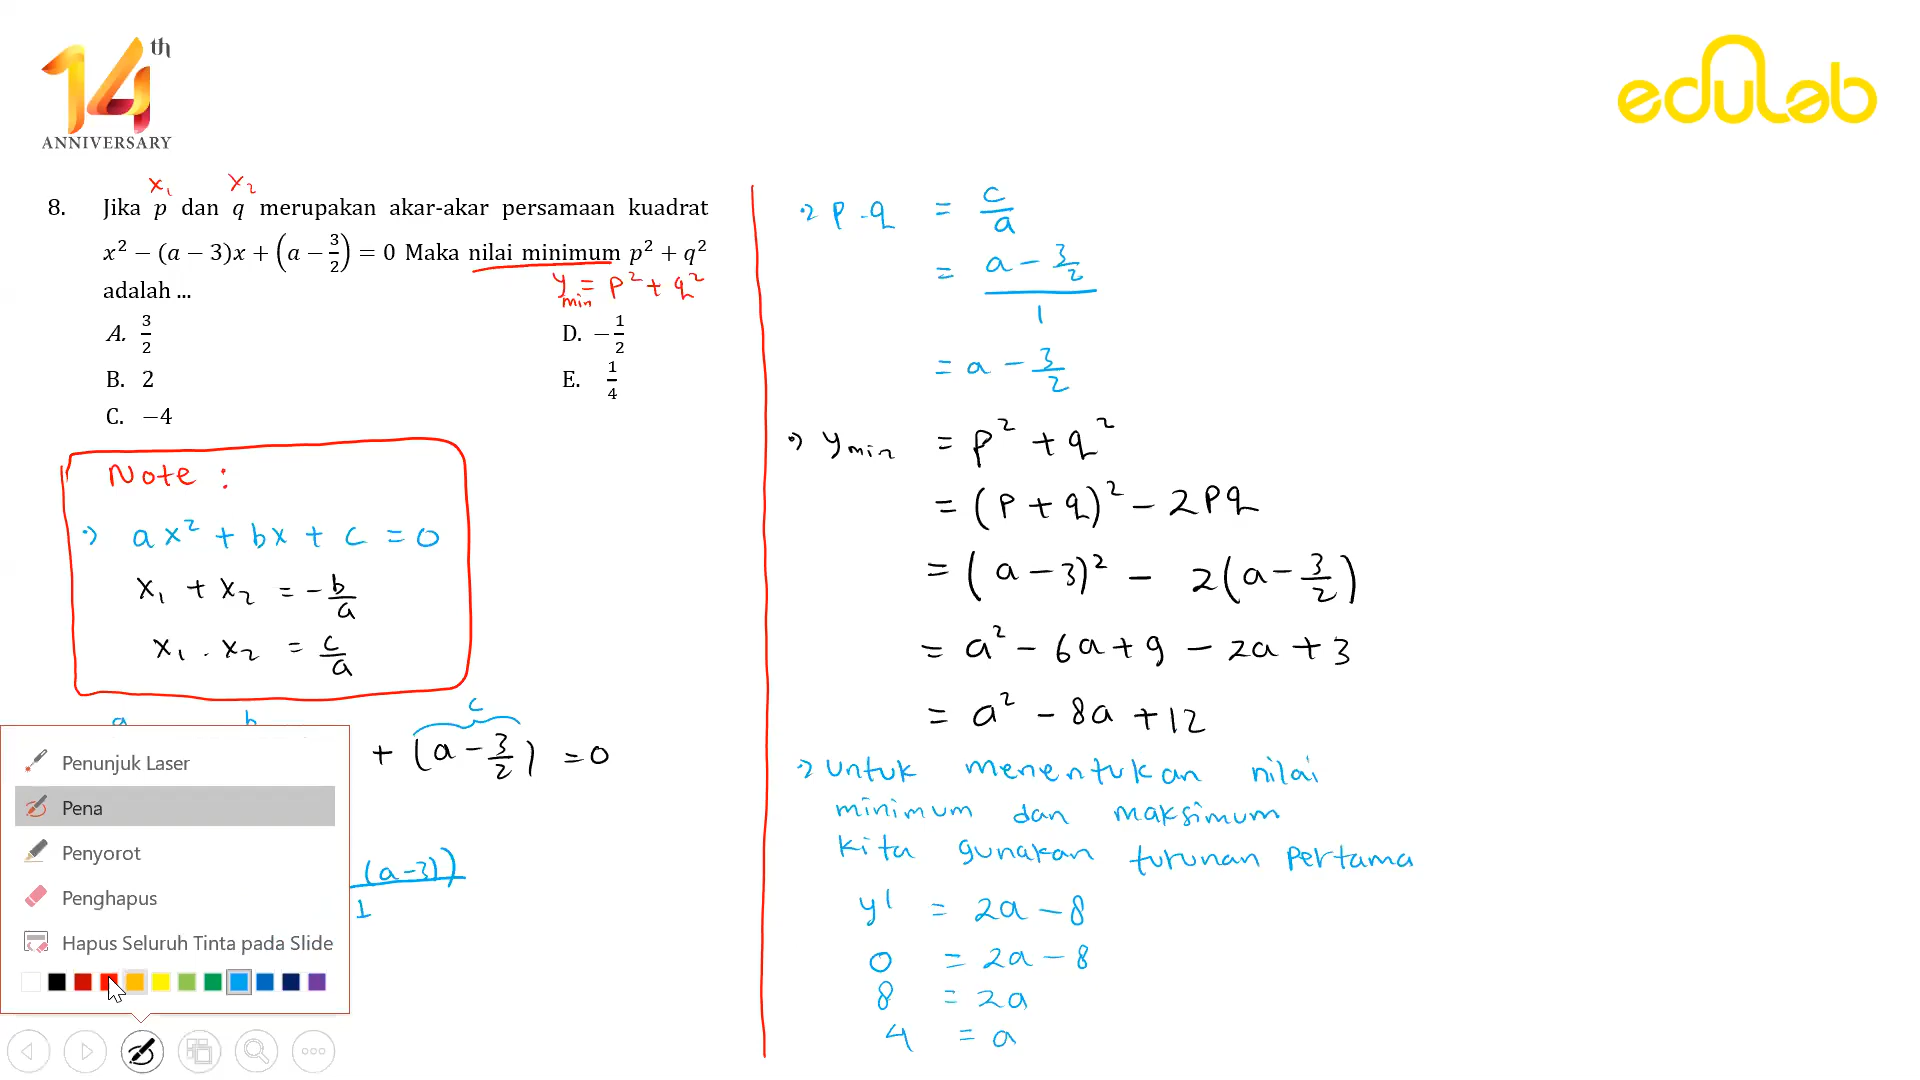 14th
ANNIVERSARY
edulab
x₁ x₂
8. Jika p dan q merupakan akar-akar persamaan kuadrat
x² − (a − 3)x + (a − 3/2) = 0 Maka nilai minimum p² + q²
adalah ...
y min = p² + q²
A. 3/2
B. 2
C. −4
D. −1/2
E. 1/4
Note :
ax² + bx + c = 0
x₁ + x₂ = −b/a
x₁ . x₂ = c/a
a b c
+ (a − 3/2) = 0
(a−3))
1
Penunjuk Laser
Pena
Penyorot
Penghapus
Hapus Seluruh Tinta pada Slide
p . q = c/a
= (a − 3/2)/1
= a − 3/2
y min = p² + q²
= (p + q)² − 2pq
= (a − 3)² − 2(a − 3/2)
= a² − 6a + 9 − 2a + 3
= a² − 8a + 12
Untuk menentukan nilai
minimum dan maksimum
kita gunakan turunan pertama
y' = 2a − 8
0 = 2a − 8
8 = 2a
4 = a